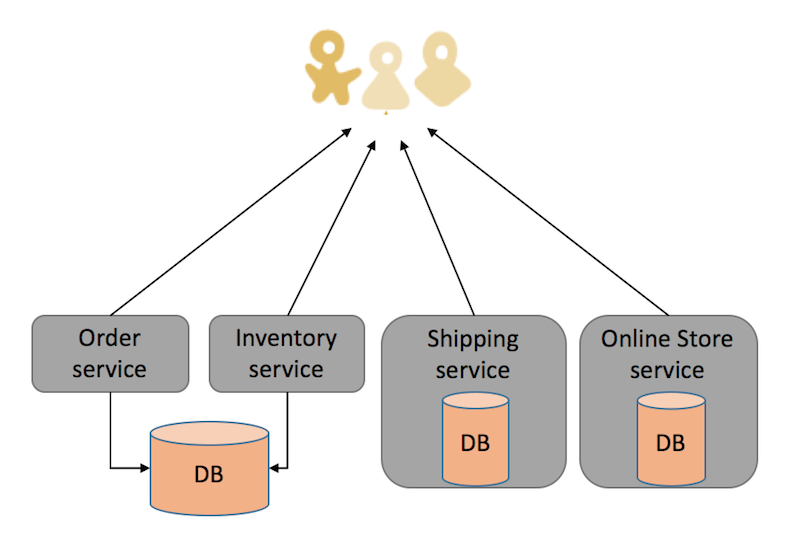 Order
service
Inventory
service
Shipping
service
Online Store
service
DB
DB
DB